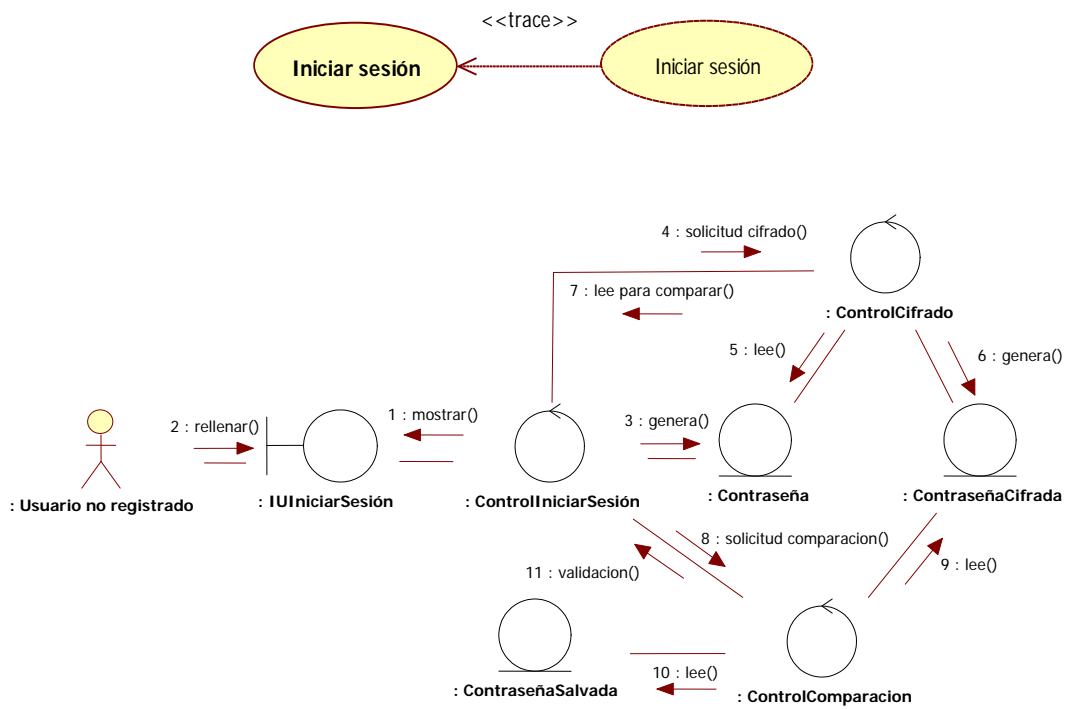 <<trace>>
Iniciar sesión
Iniciar sesión
4 : solicitud cifrado()
7 : lee para comparar()
: ControlCifrado
5 : lee()
6 : genera()
2 : rellenar()
1 : mostrar()
3 : genera()
: Usuario no registrado
: IUIniciarSesión
: ControlIniciarSesión
: Contraseña
: ContraseñaCifrada
8 : solicitud comparacion()
11 : validacion()
9 : lee()
10 : lee()
: ContraseñaSalvada
: ControlComparacion